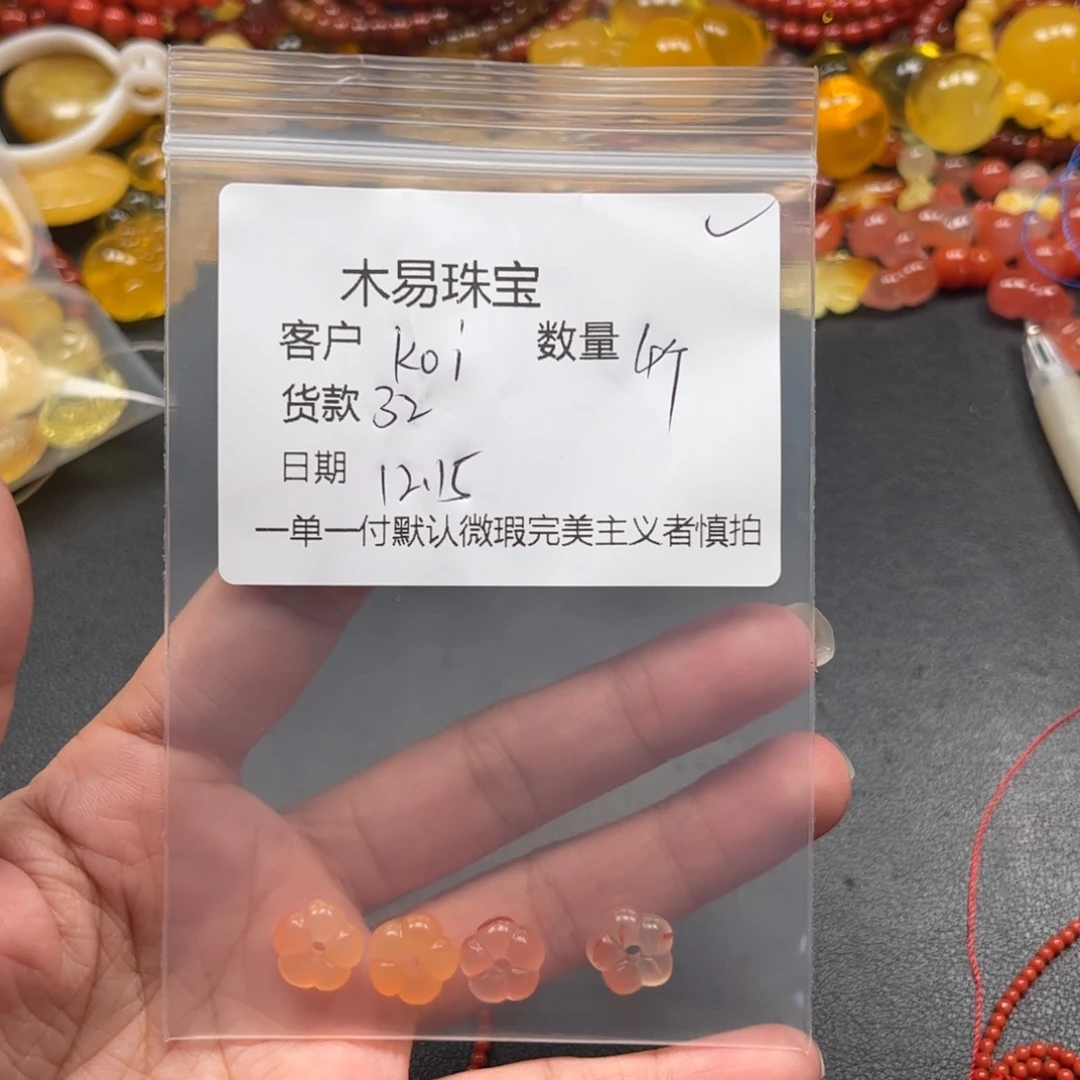 木易珠宝
客户 koi 数量 4个
货款 32
日期 12.15
一单一付默认微瑕完美主义者慎拍